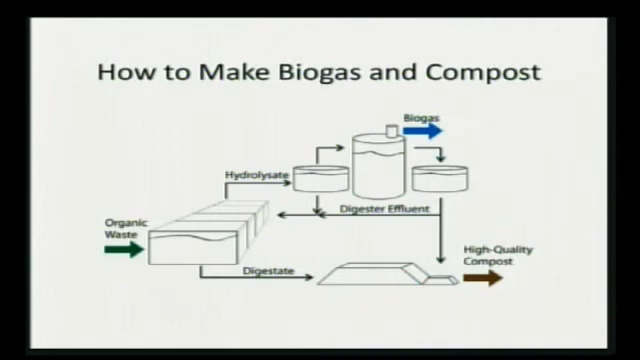 How to Make Biogas and Compost
Biogas
Hydrolysate
Organic
Waste
Digester Effluent
High-Quality
Compost
Digestate